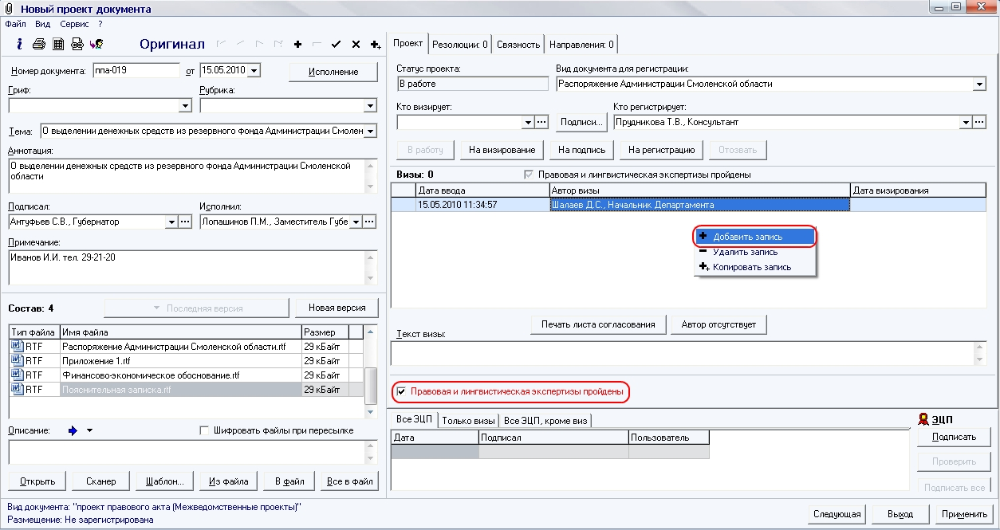 Новый проект документа
Файл Вид Сервис ?
Оригинал
Номер документа: ппа-019 от 15.05.2010 Исполнение
Гриф: Рубрика:
Тема: О выделении денежных средств из резервного фонда Администрации Смолен
Аннотация:
О выделении денежных средств из резервного фонда Администрации Смоленской
области
Подписал: Исполнил:
Антуфьев С.В., Губернатор ... Лопашинов П.М., Заместитель Губе ...
Примечание:
Иванов И.И. тел. 29-21-20
Состав: 4 Последняя версия Новая версия
Тип файла Имя файла Размер
RTF Распоряжение Администрации Смоленской области.rtf 29 кБайт
RTF Приложение 1.rtf 29 кБайт
RTF Финансово-экономическое обоснование.rtf 29 кБайт
RTF Пояснительная записка.rtf 29 кБайт
Описание: Шифровать файлы при пересылке
Открыть Сканер Шаблон... Из файла В файл Все в файл
Проект Резолюции: 0 Связность Направления: 0
Статус проекта: Вид документа для регистрации:
В работе Распоряжение Администрации Смоленской области
Кто визирует: Кто регистрирует:
... Подписи... Прудникова Т.В., Консультант ...
В работу На визирование На подпись На регистрацию Отозвать
Визы: 0 Правовая и лингвистическая экспертизы пройдены
Дата ввода Автор визы Дата визирования
15.05.2010 11:34:57 Шалаев Д.С., Начальник Департамента
Добавить запись
Удалить запись
Копировать запись
Печать листа согласования Автор отсутствует
Текст визы:
Правовая и лингвистическая экспертизы пройдены
Все ЭЦП Только визы Все ЭЦП, кроме виз
Дата Подписал Пользователь
ЭЦП
Подписать
Проверить
Подписать все
Вид документа: "проект правового акта (Межведомственные проекты)"
Размещение: Не зарегистрирована
Следующая Выход Применить